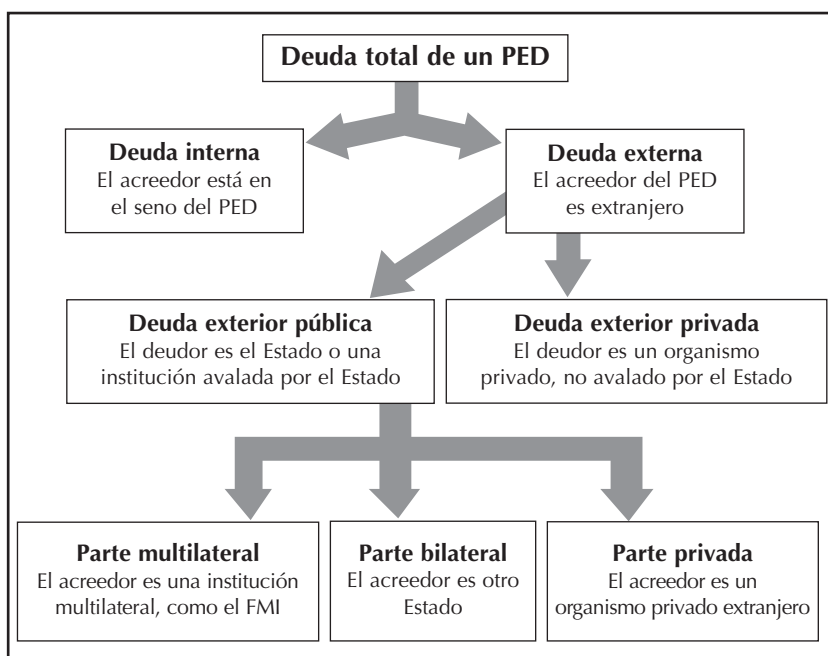 Deuda total de un PED
Deuda interna
El acreedor está en
el seno del PED
Deuda externa
El acreedor del PED
es extranjero
Deuda exterior pública
El deudor es el Estado o una
institución avalada por el Estado
Deuda exterior privada
El deudor es un organismo
privado, no avalado por el Estado
Parte multilateral
El acreedor es una institución
multilateral, como el FMI
Parte bilateral
El acreedor es otro
Estado
Parte privada
El acreedor es un
organismo privado extranjero